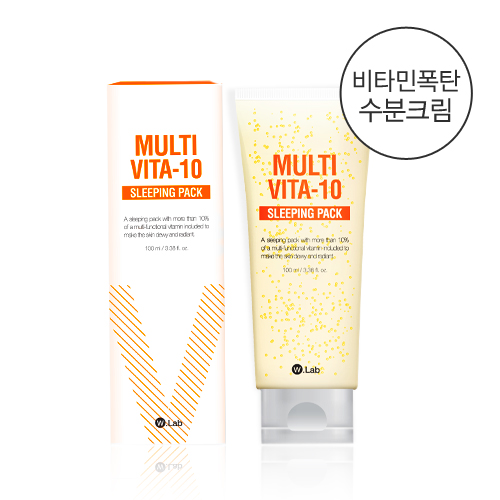 비타민폭탄
수분크림
MULTI
VITA-10
SLEEPING PACK
A sleeping pack with more than 10%
of a multi-functional vitamin included to
make the skin dewy and radiant.
100 ml / 3.38 fl. oz.
W.Lab
MULTI
VITA-10
SLEEPING PACK
A sleeping pack with more than 10%
of a multi-functional vitamin included to
make the skin dewy and radiant.
100 ml / 3.38 fl. oz.
W.Lab